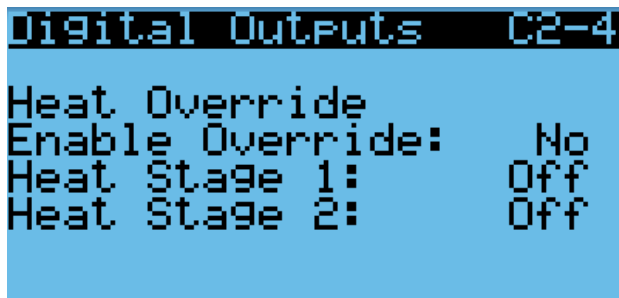 Digital Outputs C2-4
Heat Override
Enable Override: No
Heat Stage 1: Off
Heat Stage 2: Off